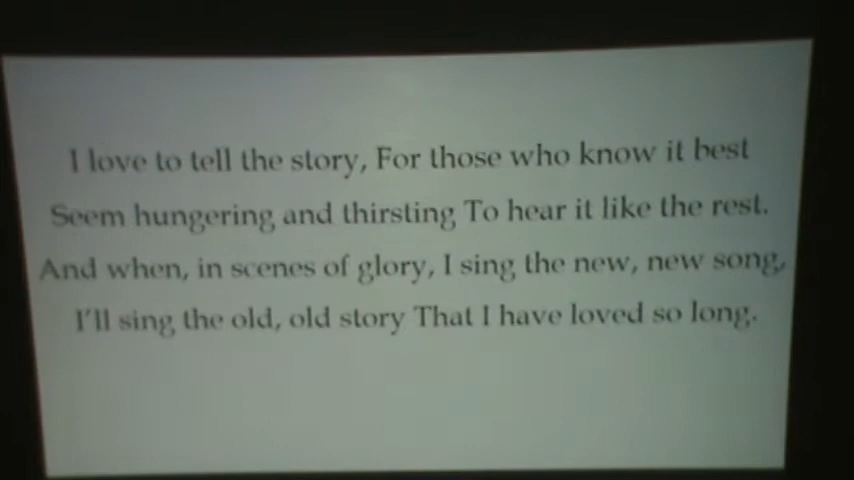 I love to tell the story, For those who know it best
Seem hungering and thirsting To hear it like the rest.
And when, in scenes of glory, I sing the new, new song,
I'll sing the old, old story That I have loved so long.